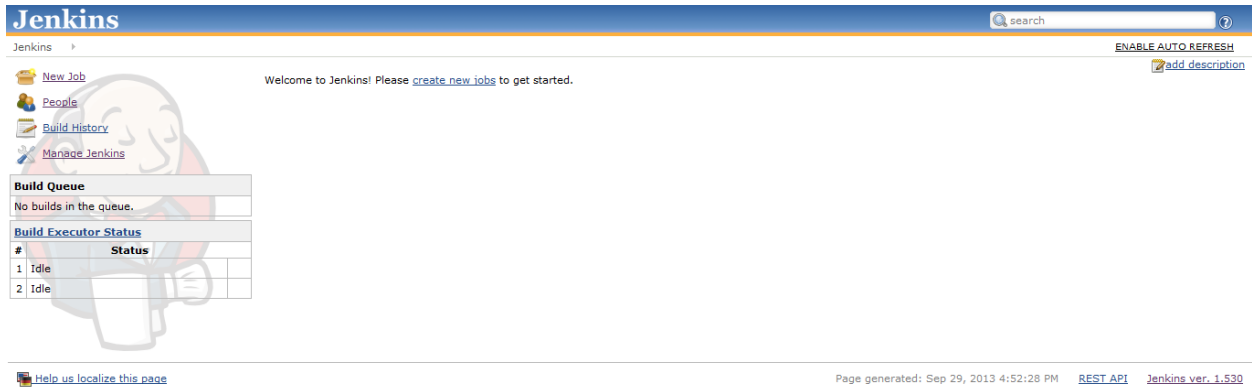 Jenkins
search
Jenkins
ENABLE AUTO REFRESH
New Job
People
Build History
Manage Jenkins
Welcome to Jenkins! Please create new jobs to get started.
add description
Build Queue
No builds in the queue.
Build Executor Status
# Status
1 Idle
2 Idle
Help us localize this page
Page generated: Sep 29, 2013 4:52:28 PM REST API Jenkins ver. 1.530